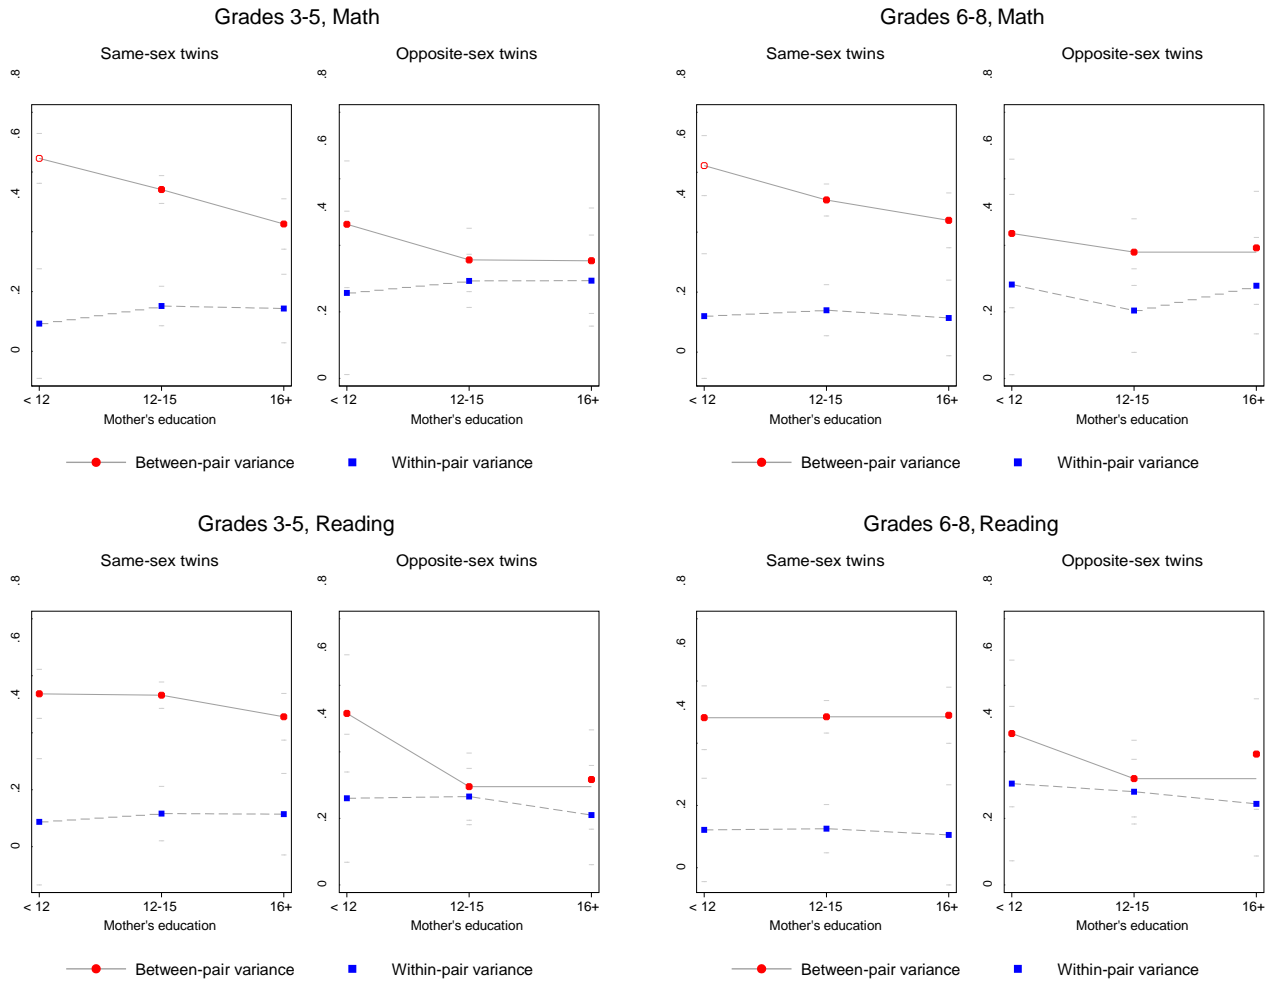 Grades 3-5, Math
Same-sex twins
Opposite-sex twins
.8
.6
.4
.2
0
.8
.6
.4
.2
0
< 12
12-15
16+
Mother's education
< 12
12-15
16+
Mother's education
Between-pair variance
Within-pair variance
Grades 6-8, Math
Same-sex twins
Opposite-sex twins
.8
.6
.4
.2
0
.8
.6
.4
.2
0
< 12
12-15
16+
Mother's education
< 12
12-15
16+
Mother's education
Between-pair variance
Within-pair variance
Grades 3-5, Reading
Same-sex twins
Opposite-sex twins
.8
.6
.4
.2
0
.8
.6
.4
.2
0
< 12
12-15
16+
Mother's education
< 12
12-15
16+
Mother's education
Between-pair variance
Within-pair variance
Grades 6-8, Reading
Same-sex twins
Opposite-sex twins
.8
.6
.4
.2
0
.8
.6
.4
.2
0
< 12
12-15
16+
Mother's education
< 12
12-15
16+
Mother's education
Between-pair variance
Within-pair variance